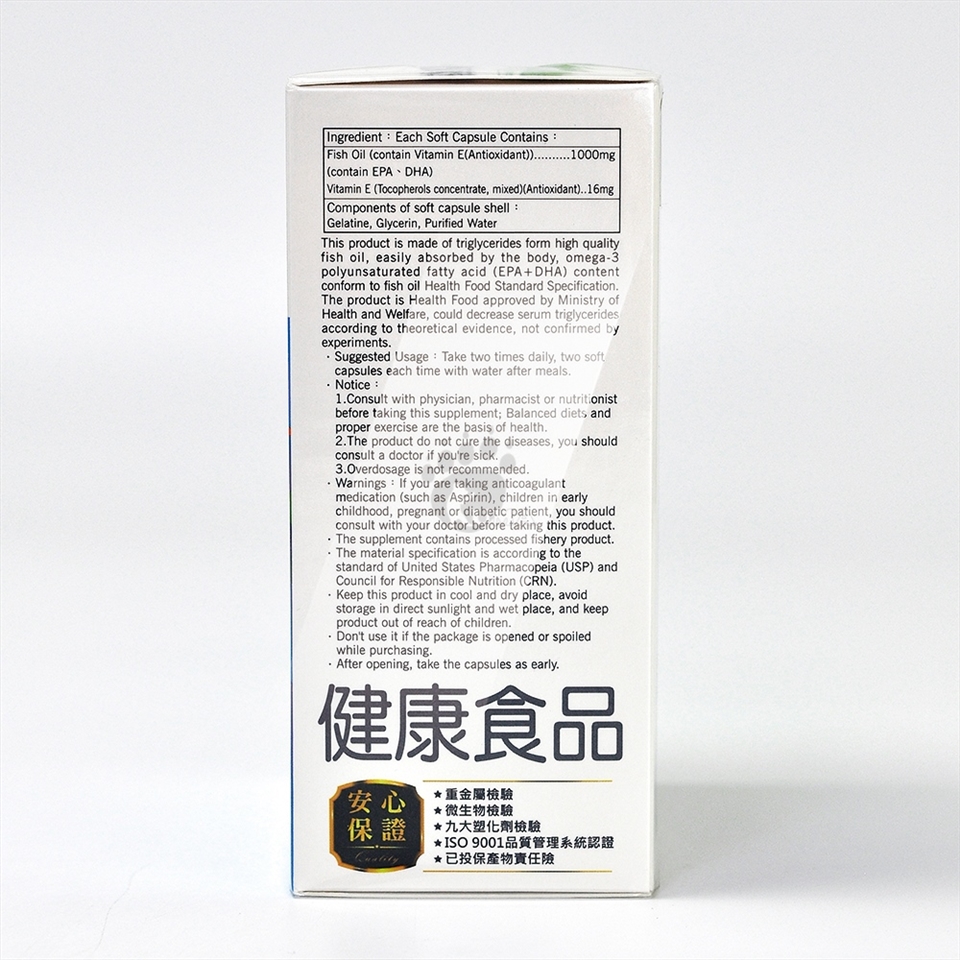 Ingredient：Each Soft Capsule Contains：
Fish Oil (contain Vitamin E(Antioxidant))..........1000mg
(contain EPA、DHA)
Vitamin E (Tocopherols concentrate, mixed)(Antioxidant)..16mg
Components of soft capsule shell：
Gelatine, Glycerin, Purified Water
This product is made of triglycerides form high quality
fish oil, easily absorbed by the body, omega-3
polyunsaturated fatty acid (EPA+DHA) content
conform to fish oil Health Food Standard Specification.
The product is Health Food approved by Ministry of
Health and Welfare, could decrease serum triglycerides
according to theoretical evidence, not confirmed by
experiments.
· Suggested Usage：Take two times daily, two soft
capsules each time with water after meals.
· Notice：
1.Consult with physician, pharmacist or nutritionist
before taking this supplement; Balanced diets and
proper exercise are the basis of health.
2.The product do not cure the diseases, you should
consult a doctor if you're sick.
3.Overdosage is not recommended.
· Warnings：If you are taking anticoagulant
medication (such as Aspirin), children in early
childhood, pregnant or diabetic patient, you should
consult with your doctor before taking this product.
· The supplement contains processed fishery product.
· The material specification is according to the
standard of United States Pharmacopeia (USP) and
Council for Responsible Nutrition (CRN).
· Keep this product in cool and dry place, avoid
storage in direct sunlight and wet place, and keep
product out of reach of children.
· Don't use it if the package is opened or spoiled
while purchasing.
· After opening, take the capsules as early.
健康食品
安心
保證
Quality
★重金屬檢驗
★微生物檢驗
★九大塑化劑檢驗
★ISO 9001品質管理系統認證
★已投保產物責任險